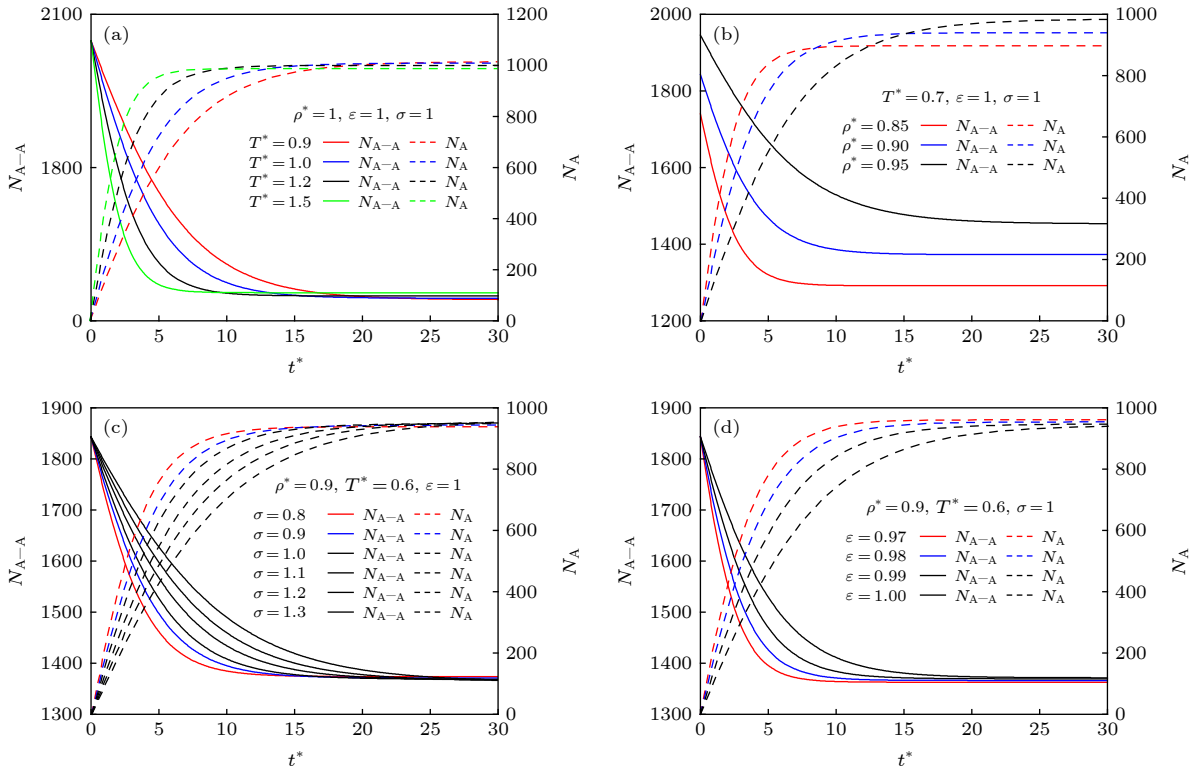 2100
1800
0
N_A—A
1200
1000
800
600
400
200
0
N_A
(a)
ρ*=1, ε=1, σ=1
T*=0.9 N_A—A N_A
T*=1.0 N_A—A N_A
T*=1.2 N_A—A N_A
T*=1.5 N_A—A N_A
0 5 10 15 20 25 30
t*
2000
1800
1600
1400
1200
N_A—A
1000
900
800
700
600
500
400
300
200
100
0
N_A
(b)
T*=0.7, ε=1, σ=1
ρ*=0.85 N_A—A N_A
ρ*=0.90 N_A—A N_A
ρ*=0.95 N_A—A N_A
0 5 10 15 20 25 30
t*
1900
1800
1700
1600
1500
1400
1300
N_A—A
1000
800
600
400
200
0
N_A
(c)
ρ*=0.9, T*=0.6, ε=1
σ=0.8 N_A—A N_A
σ=0.9 N_A—A N_A
σ=1.0 N_A—A N_A
σ=1.1 N_A—A N_A
σ=1.2 N_A—A N_A
σ=1.3 N_A—A N_A
0 5 10 15 20 25 30
t*
1900
1800
1700
1600
1500
1400
1300
N_A—A
1000
800
600
400
200
0
N_A
(d)
ρ*=0.9, T*=0.6, σ=1
ε=0.97 N_A—A N_A
ε=0.98 N_A—A N_A
ε=0.99 N_A—A N_A
ε=1.00 N_A—A N_A
0 5 10 15 20 25 30
t*